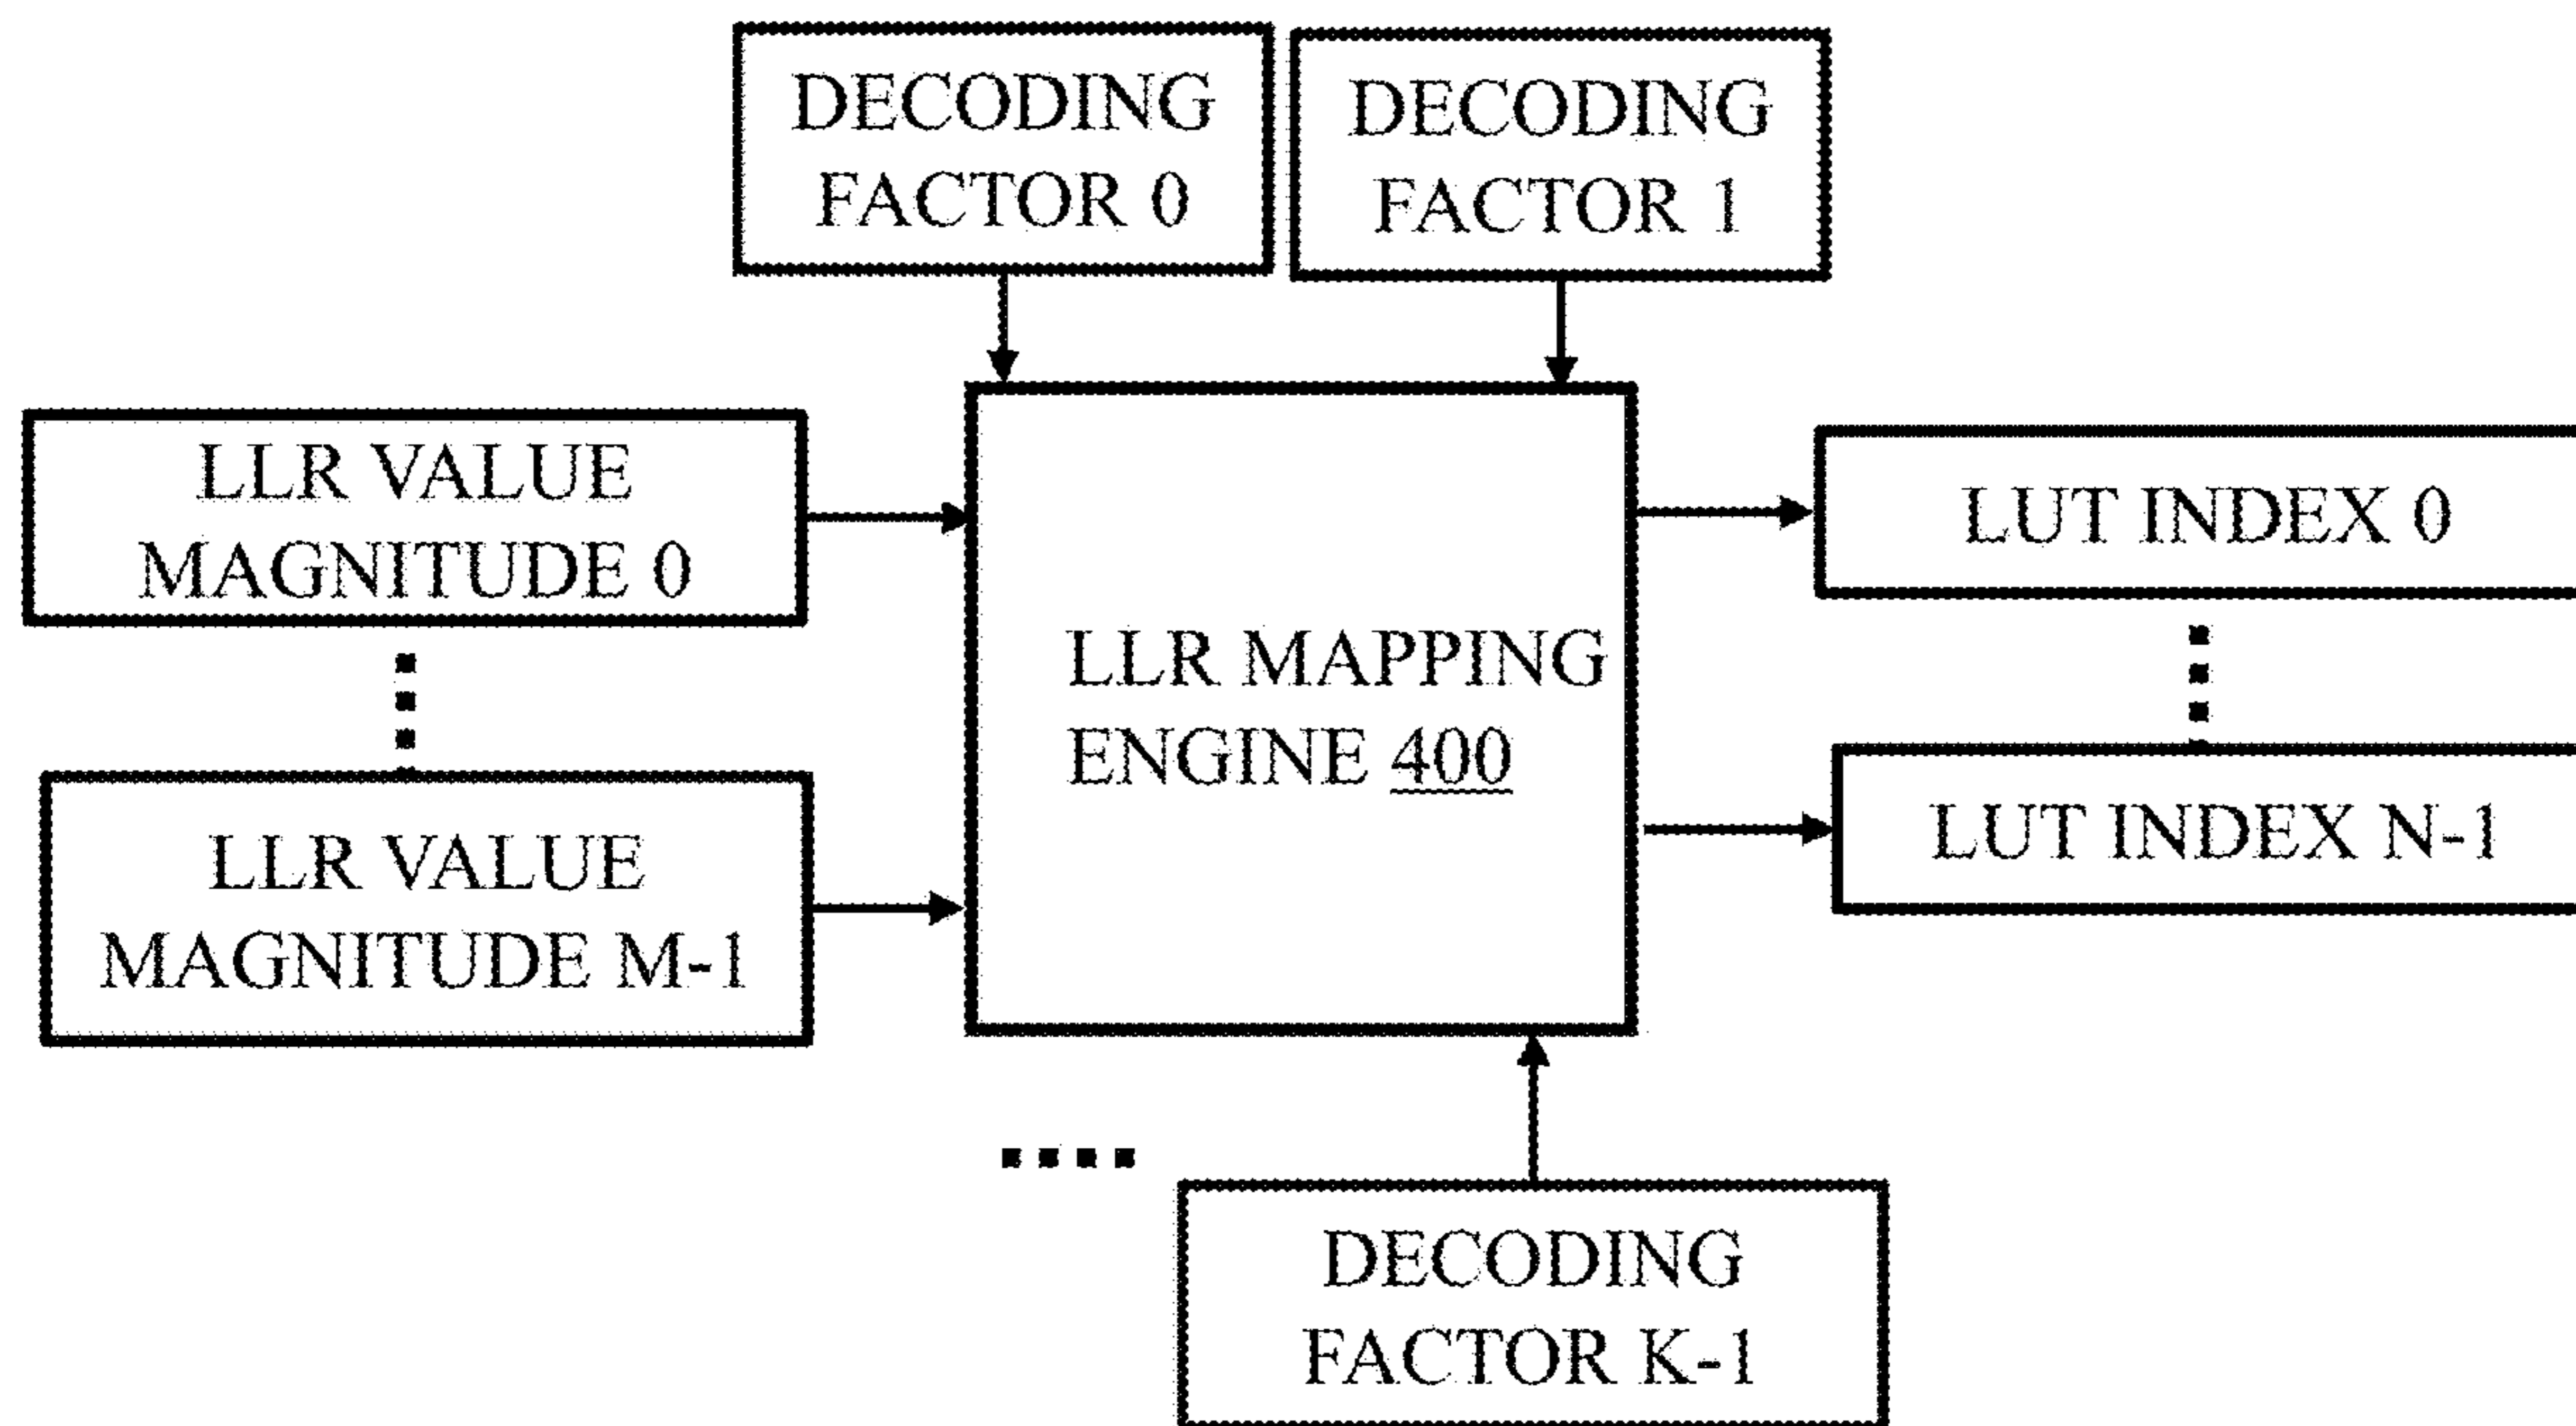 DECODING
FACTOR 0
DECODING
FACTOR 1
LLR VALUE
MAGNITUDE 0
LLR MAPPING
ENGINE 400
LUT INDEX 0
LLR VALUE
MAGNITUDE M-1
LUT INDEX N-1
DECODING
FACTOR K-1